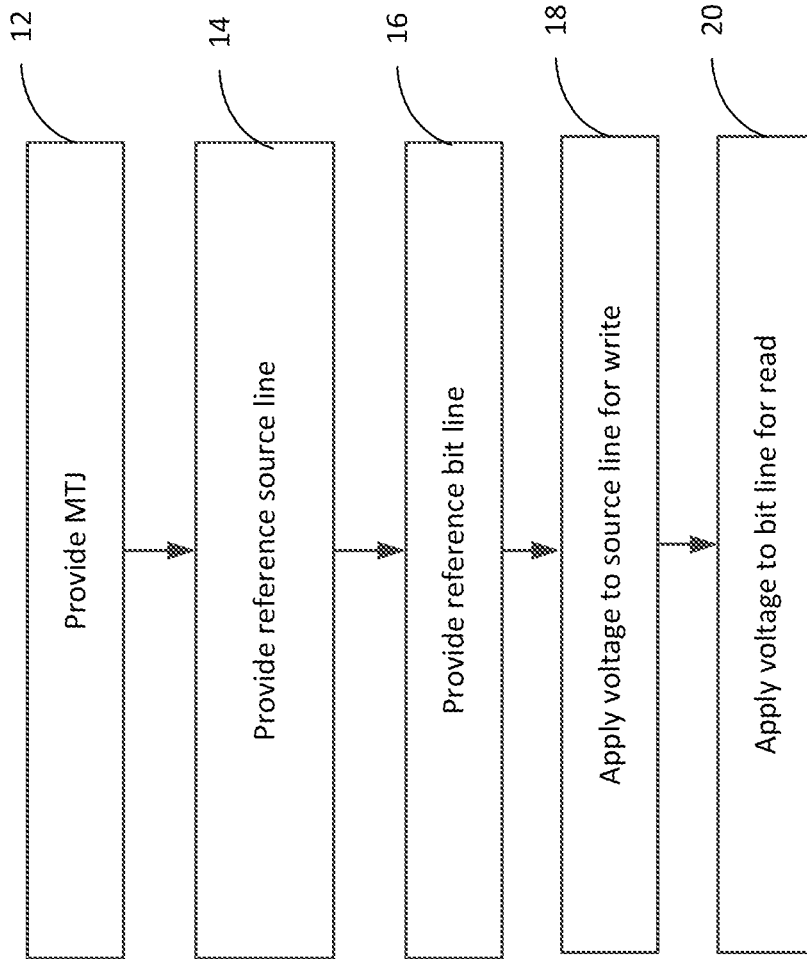 12
Provide MTJ
14
Provide reference source line
16
Provide reference bit line
18
Apply voltage to source line for write
20
Apply voltage to bit line for read